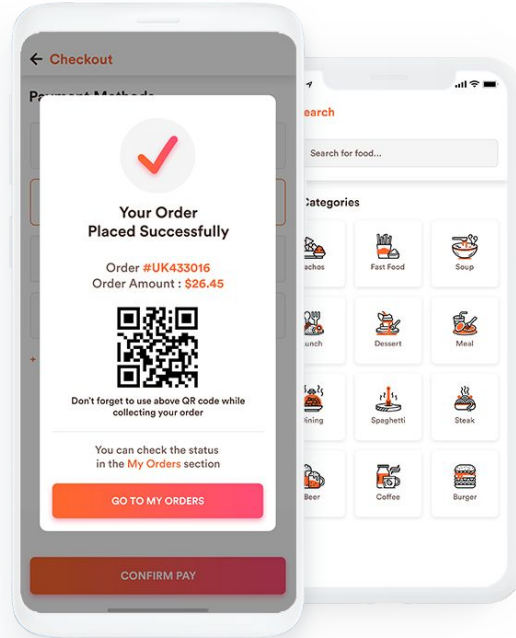 Checkout
Payment Methods
Your Order
Placed Successfully
Order #UK433016
Order Amount : $26.45
Don't forget to use above QR code while
collecting your order
You can check the status
in the My Orders section
GO TO MY ORDERS
CONFIRM PAY
earch
Search for food...
Categories
achos
Fast Food
Soup
unch
Dessert
Meal
ining
Spaghetti
Steak
Beer
Coffee
Burger